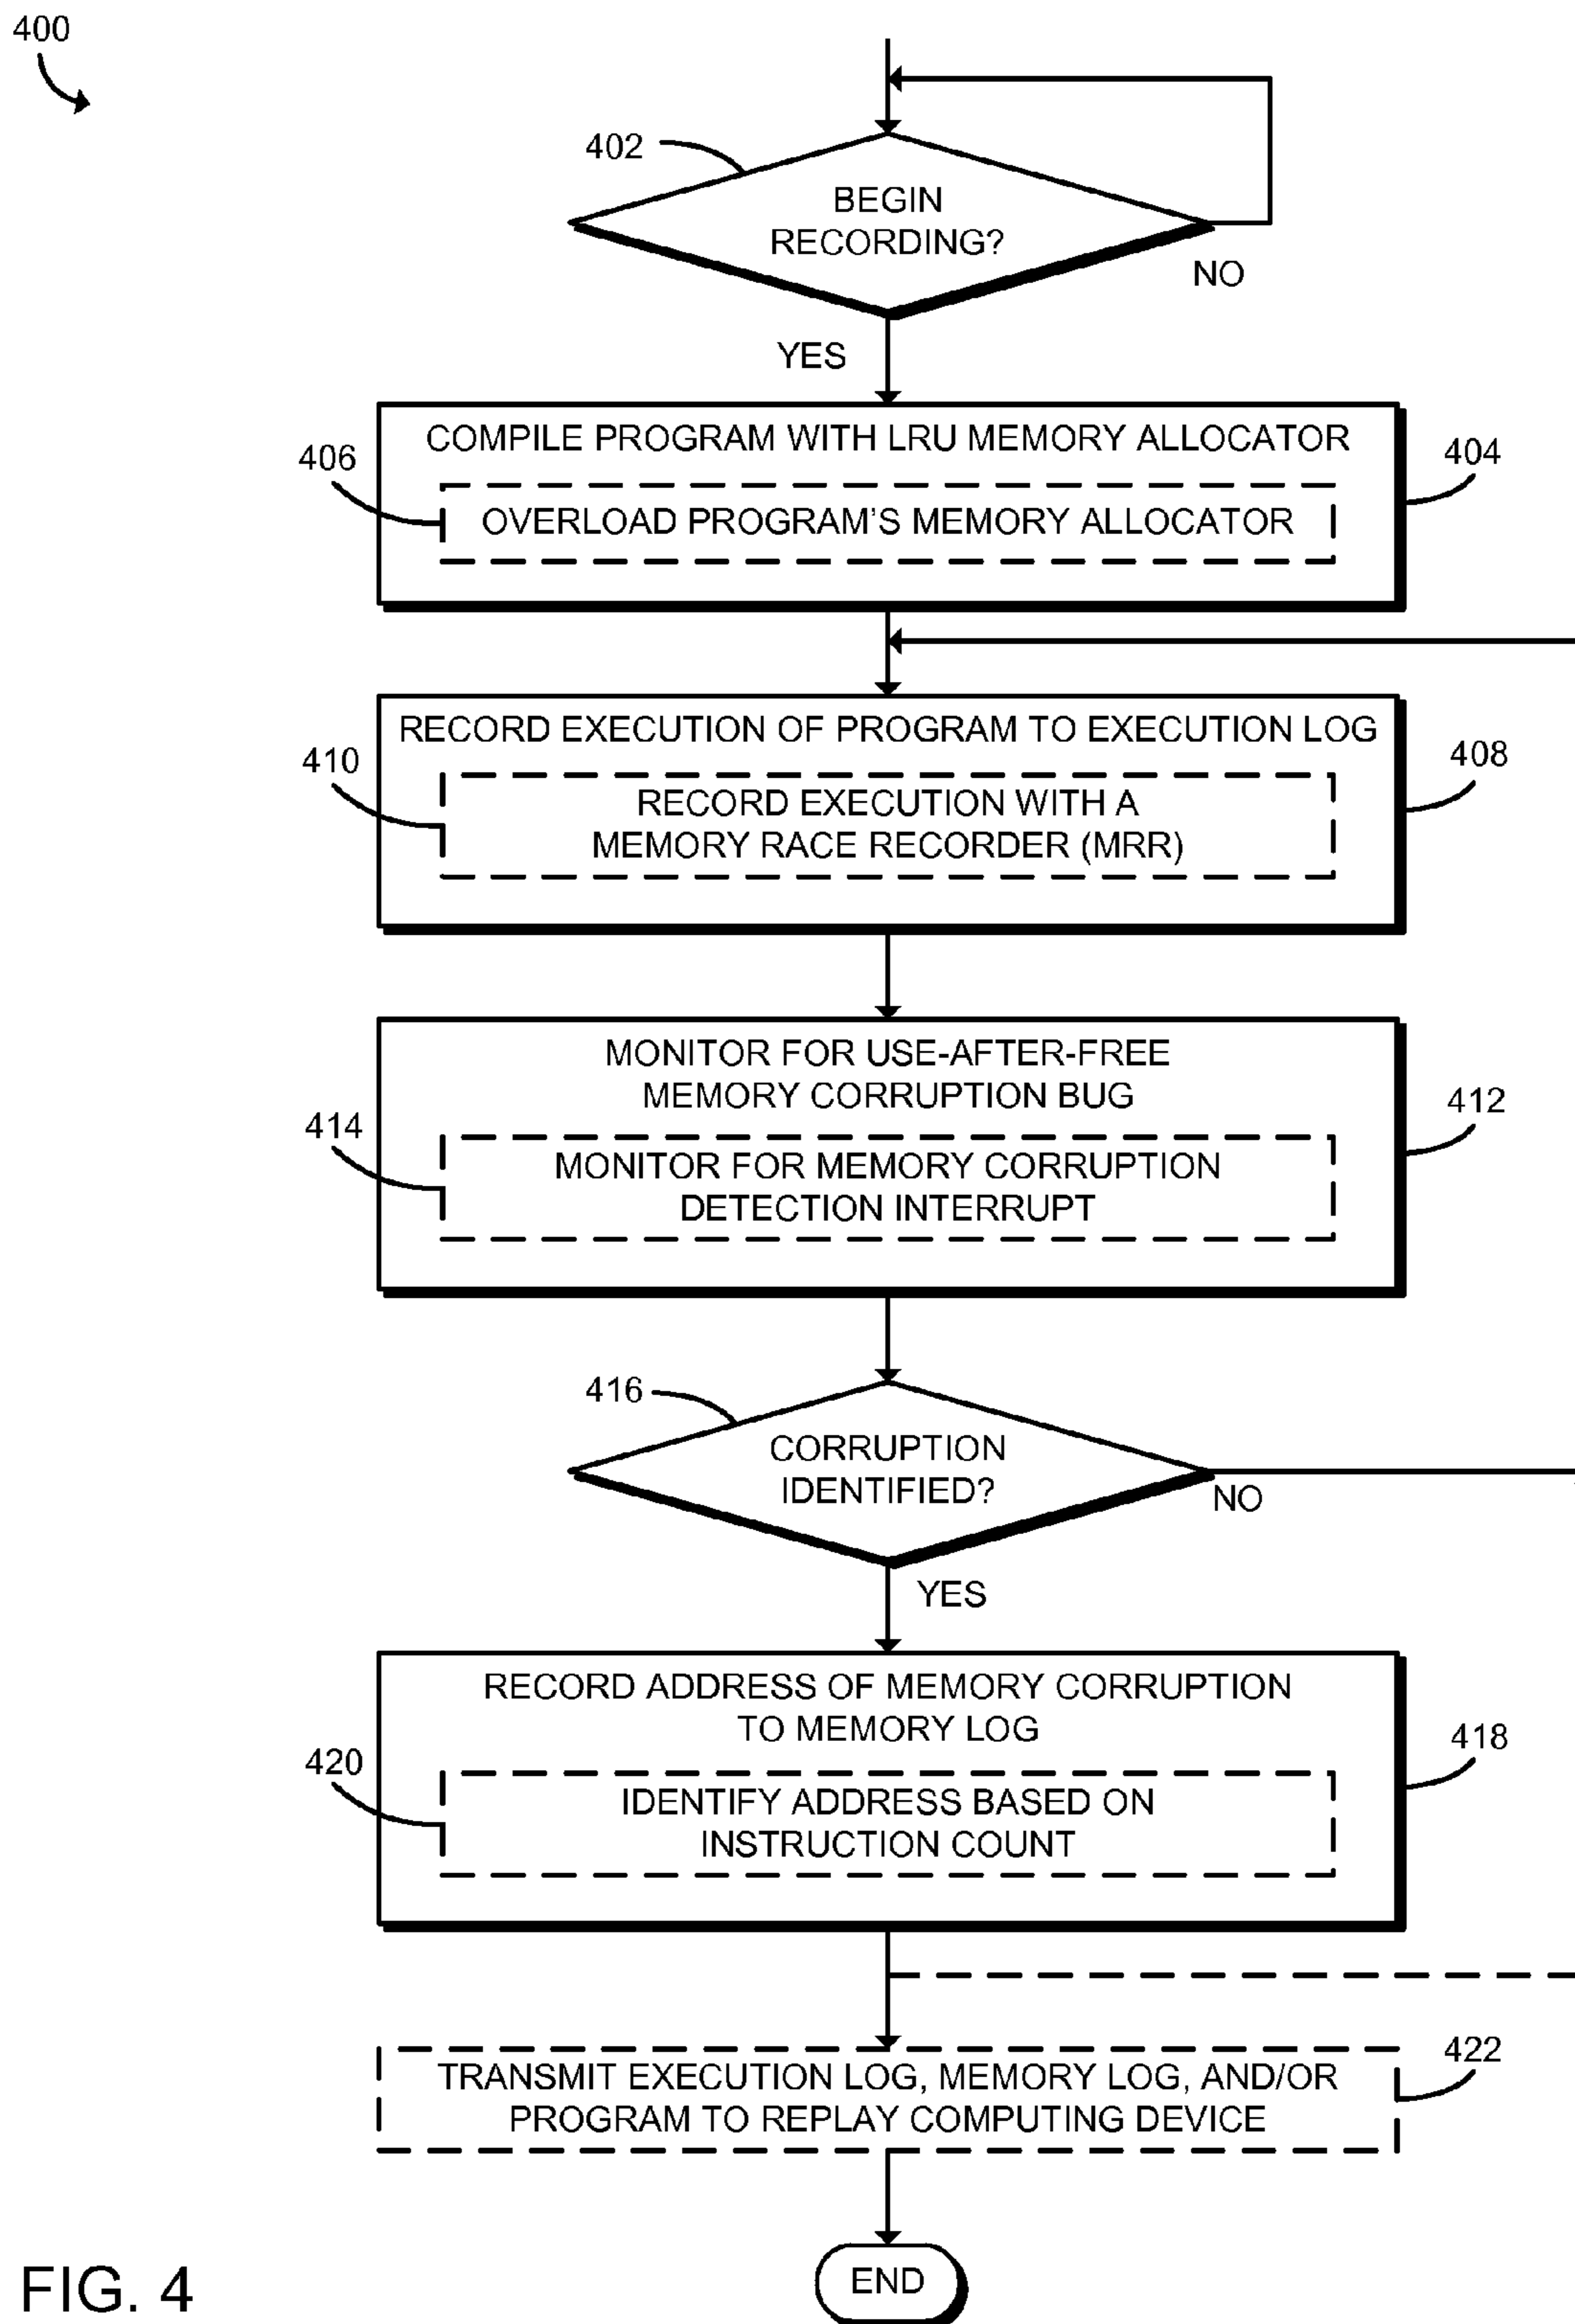 400
402
BEGIN
RECORDING?
NO
YES
COMPILE PROGRAM WITH LRU MEMORY ALLOCATOR
406
404
OVERLOAD PROGRAM'S MEMORY ALLOCATOR
RECORD EXECUTION OF PROGRAM TO EXECUTION LOG
410
408
RECORD EXECUTION WITH A
MEMORY RACE RECORDER (MRR)
MONITOR FOR USE-AFTER-FREE
MEMORY CORRUPTION BUG
412
414
MONITOR FOR MEMORY CORRUPTION
DETECTION INTERRUPT
416
CORRUPTION
IDENTIFIED?
NO
YES
RECORD ADDRESS OF MEMORY CORRUPTION
TO MEMORY LOG
418
420
IDENTIFY ADDRESS BASED ON
INSTRUCTION COUNT
422
TRANSMIT EXECUTION LOG, MEMORY LOG, AND/OR
PROGRAM TO REPLAY COMPUTING DEVICE
END
FIG. 4